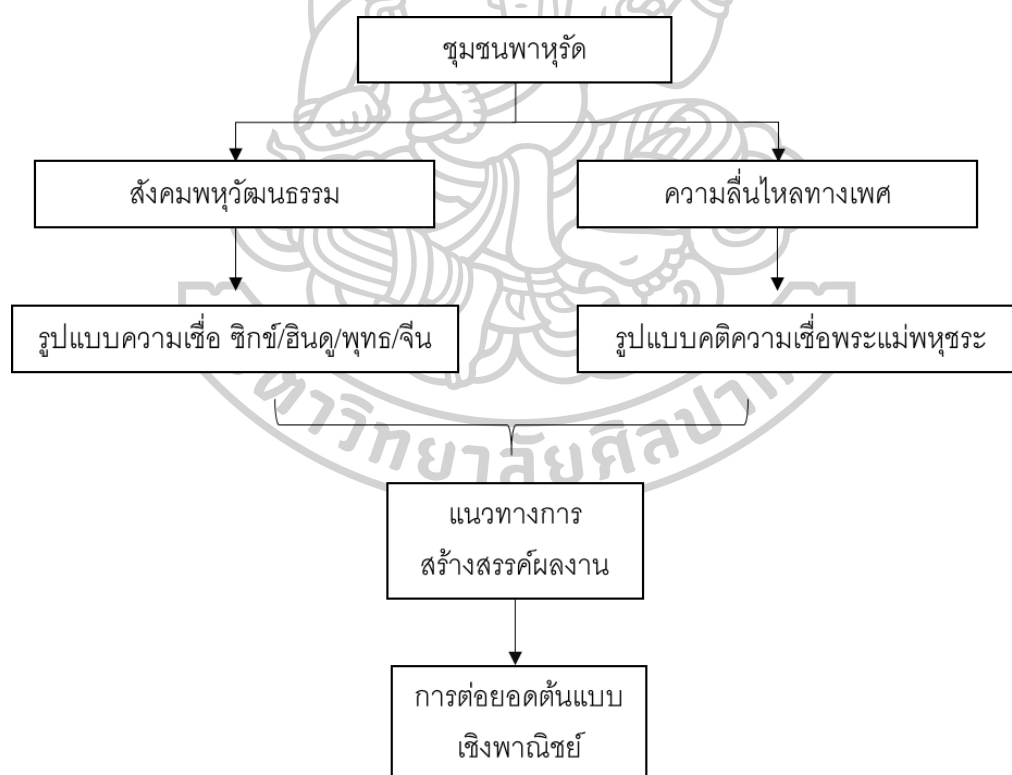 ชุมชนพาหุรัด
สังคมพหุวัฒนธรรม
ความลื่นไหลทางเพศ
รูปแบบความเชื่อ ซิกข์/ฮินดู/พุทธ/จีน
รูปแบบคติความเชื่อพระแม่พหุชระ
แนวทางการ
สร้างสรรค์ผลงาน
การต่อยอดต้นแบบ
เชิงพาณิชย์